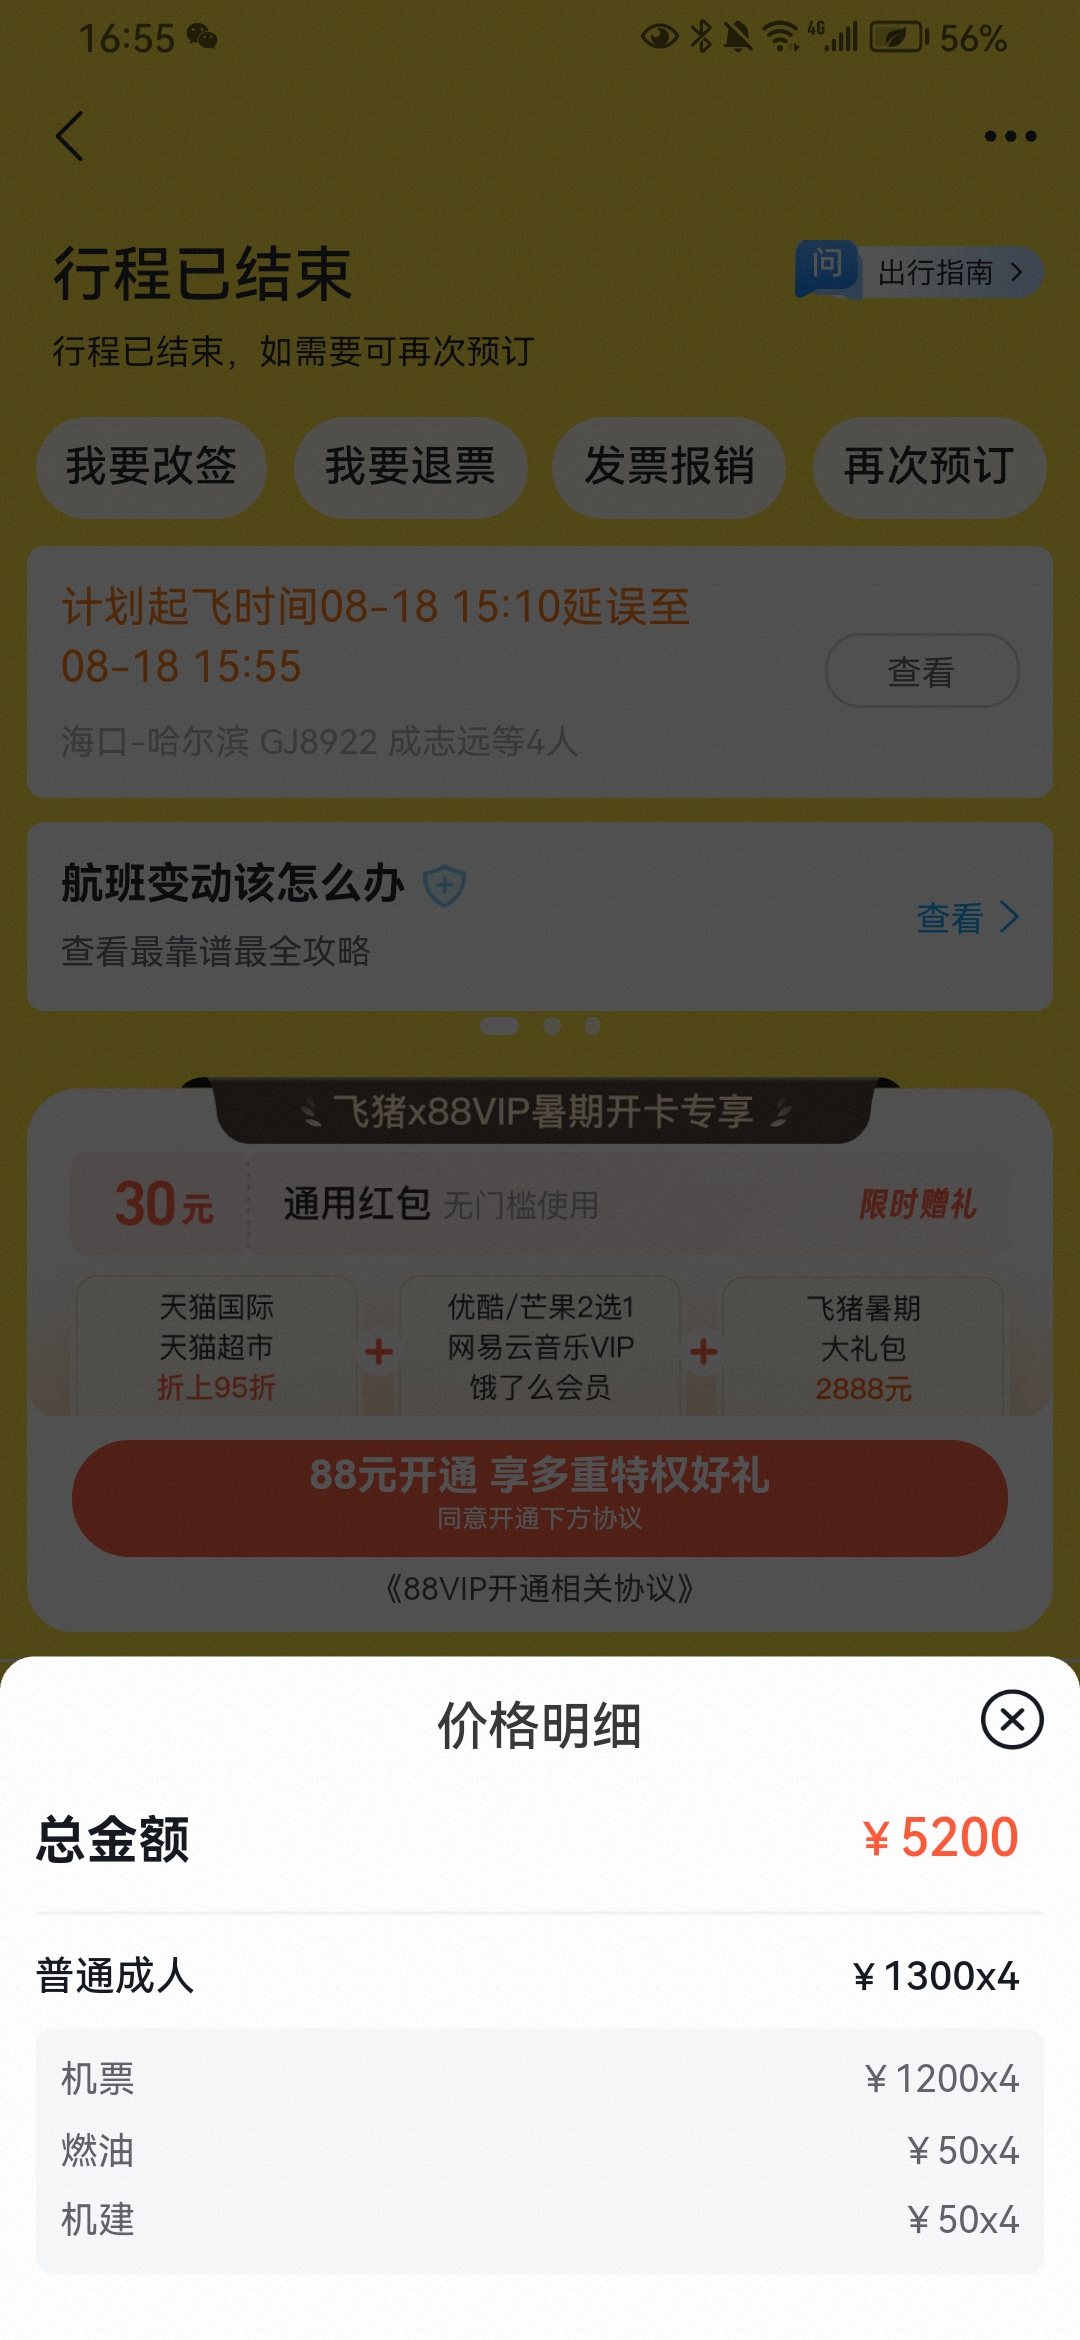 16:55
4G 56%
行程已结束
问 出行指南
行程已结束，如需要可再次预订
我要改签 我要退票 发票报销 再次预订
计划起飞时间08-18 15:10延误至
08-18 15:55
查看
海口-哈尔滨 GJ8922 成志远等4人
航班变动该怎么办
查看
查看最靠谱最全攻略
飞猪x88VIP暑期开卡专享
30元 通用红包 无门槛使用 限时赠礼
天猫国际 优酷/芒果2选1 飞猪暑期
天猫超市 + 网易云音乐VIP + 大礼包
折上95折 饿了么会员 2888元
88元开通 享多重特权好礼
同意开通下方协议
《88VIP开通相关协议》
价格明细
总金额 ¥5200
普通成人 ¥1300x4
机票 ¥1200x4
燃油 ¥50x4
机建 ¥50x4